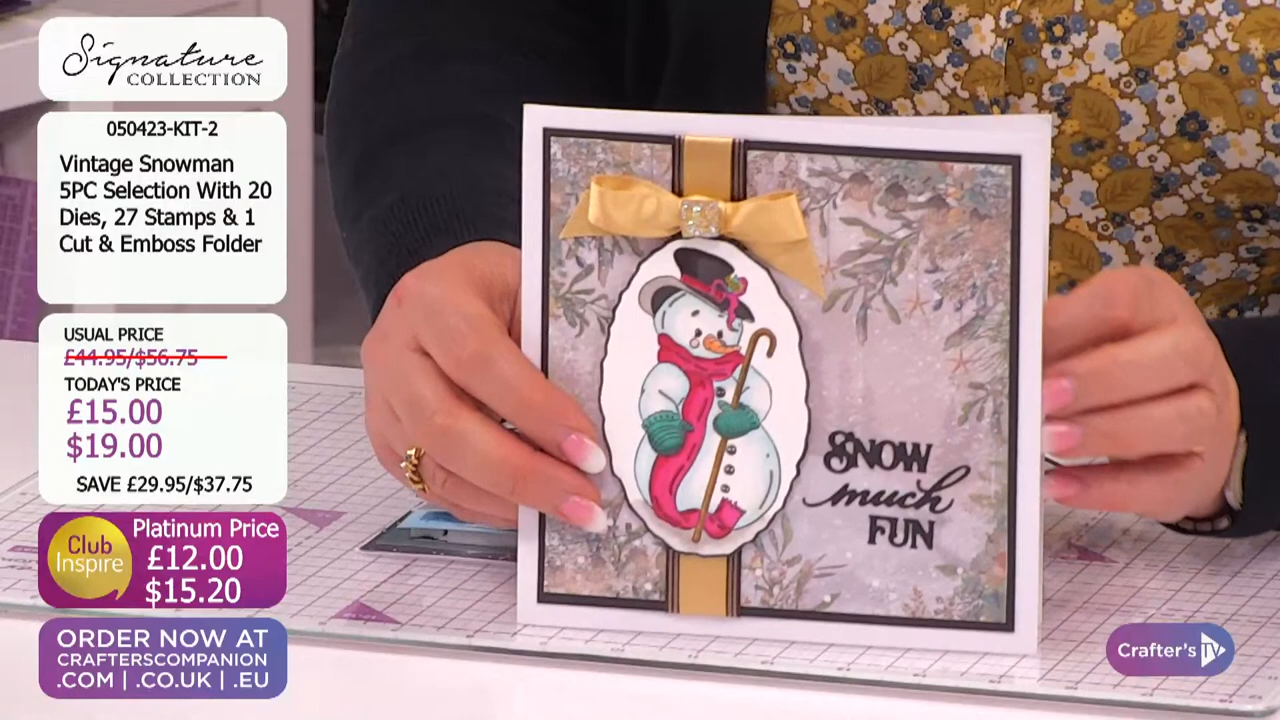 Signature
COLLECTION
050423-KIT-2
Vintage Snowman
5PC Selection With 20
Dies, 27 Stamps & 1
Cut & Emboss Folder
USUAL PRICE
£44.95/$56.75
TODAY'S PRICE
£15.00
$19.00
SAVE £29.95/$37.75
Club
Inspire
Platinum Price
£12.00
$15.20
ORDER NOW AT
CRAFTERSCOMPANION
.COM | .CO.UK | .EU
SNOW
much
FUN
Crafter's TV